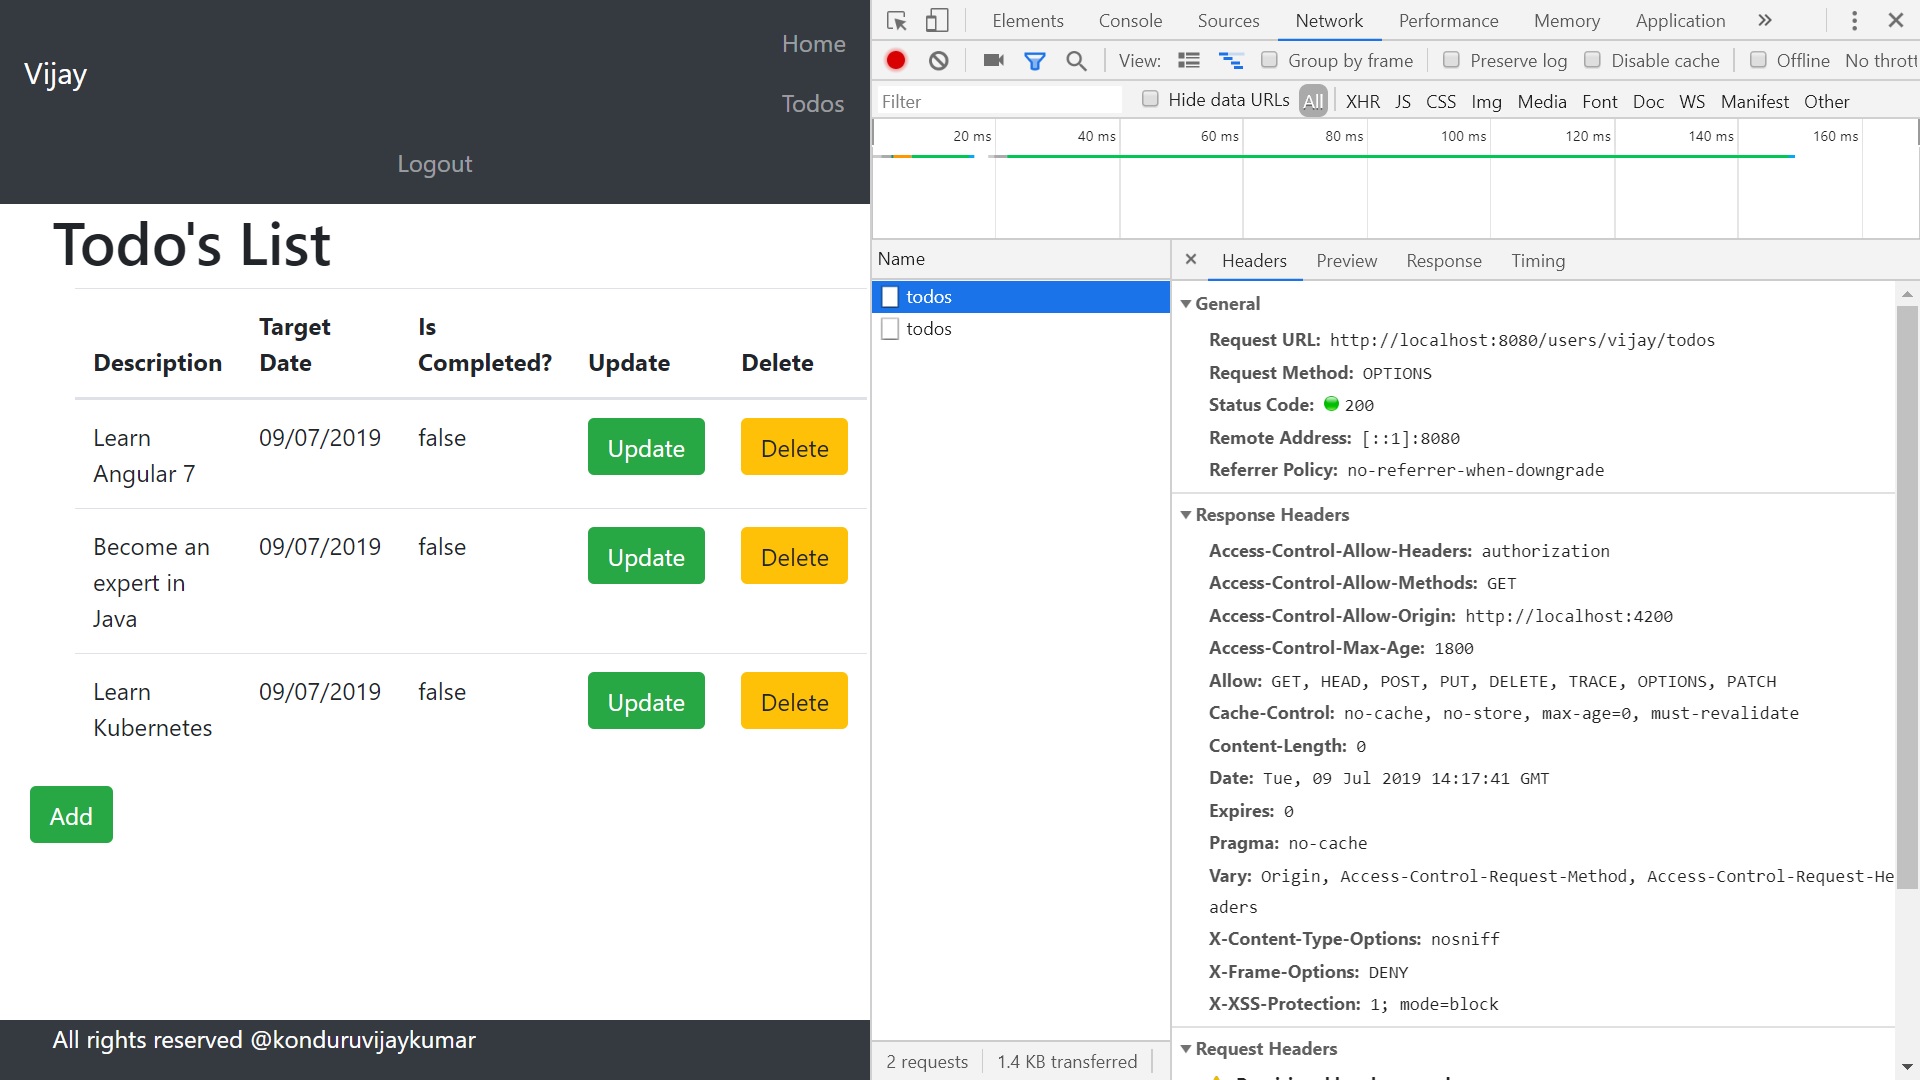 Vijay
Home
Todos
Logout
Todo's List
Description Target Date Is Completed? Update Delete
Learn Angular 7 09/07/2019 false Update Delete
Become an expert in Java 09/07/2019 false Update Delete
Learn Kubernetes 09/07/2019 false Update Delete
Add
All rights reserved @konduruvijaykumar
Elements Console Sources Network Performance Memory Application »
View: Group by frame Preserve log Disable cache Offline No thrott
Filter Hide data URLs All XHR JS CSS Img Media Font Doc WS Manifest Other
20 ms 40 ms 60 ms 80 ms 100 ms 120 ms 140 ms 160 ms
Name
todos
todos
2 requests 1.4 KB transferred
Headers Preview Response Timing
General
Request URL: http://localhost:8080/users/vijay/todos
Request Method: OPTIONS
Status Code: 200
Remote Address: [::1]:8080
Referrer Policy: no-referrer-when-downgrade
Response Headers
Access-Control-Allow-Headers: authorization
Access-Control-Allow-Methods: GET
Access-Control-Allow-Origin: http://localhost:4200
Access-Control-Max-Age: 1800
Allow: GET, HEAD, POST, PUT, DELETE, TRACE, OPTIONS, PATCH
Cache-Control: no-cache, no-store, max-age=0, must-revalidate
Content-Length: 0
Date: Tue, 09 Jul 2019 14:17:41 GMT
Expires: 0
Pragma: no-cache
Vary: Origin, Access-Control-Request-Method, Access-Control-Request-He
aders
X-Content-Type-Options: nosniff
X-Frame-Options: DENY
X-XSS-Protection: 1; mode=block
Request Headers